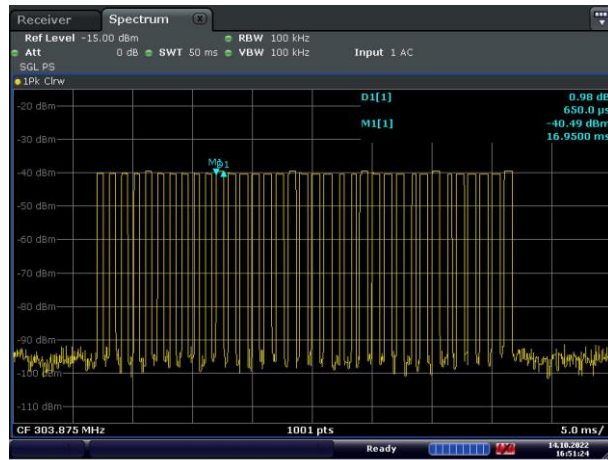 Receiver Spectrum
Ref Level -15.00 dBm RBW 100 kHz
Att 0 dB SWT 50 ms VBW 100 kHz Input 1 AC
SGL PS
1Pk Clrw
D1[1] 0.98 dB
650.0 µs
M1[1] -40.49 dBm
16.9500 ms
-20 dBm
-30 dBm
M1 D1
-40 dBm
-50 dBm
-60 dBm
-70 dBm
-80 dBm
-90 dBm
-100 dBm
-110 dBm
CF 303.875 MHz 1001 pts 5.0 ms/
Ready 14.10.2022
16:51:24